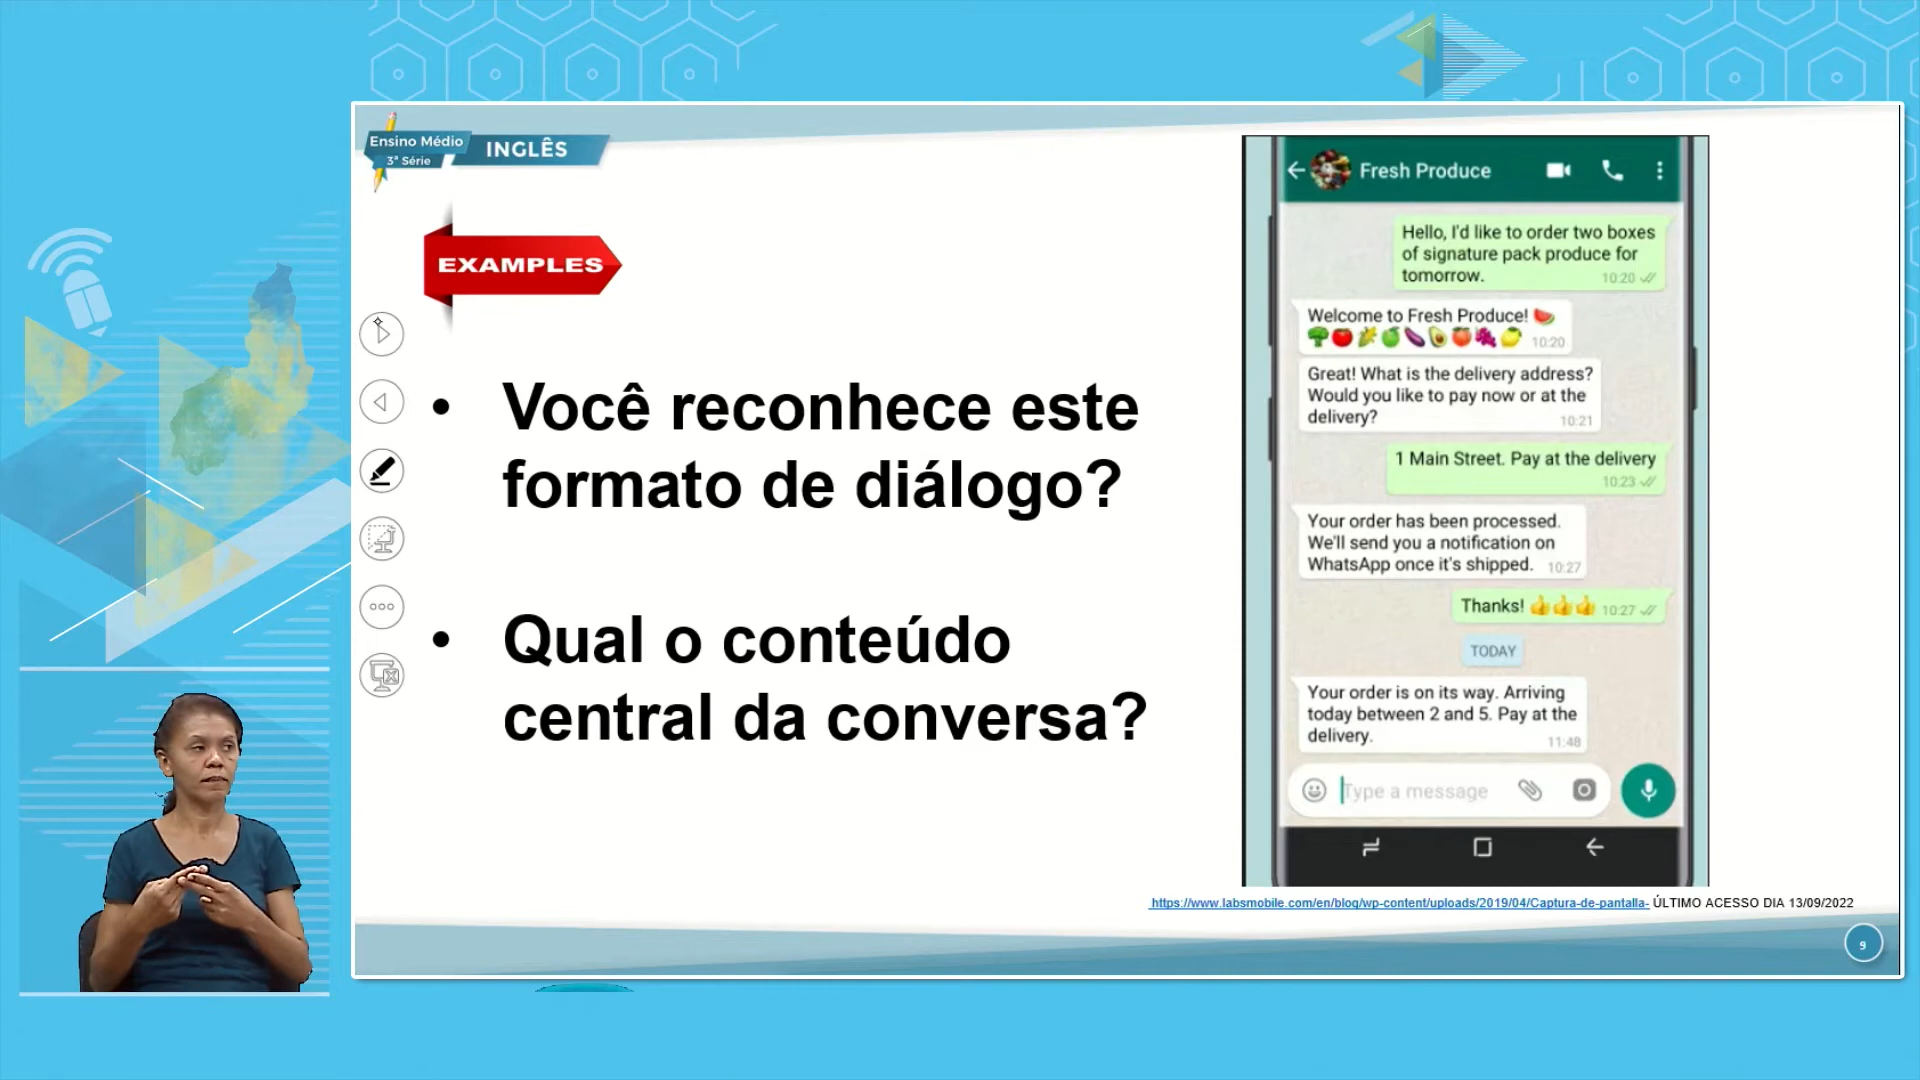 Ensino Médio
3ª Série
INGLÊS
EXAMPLES
• Você reconhece este
formato de diálogo?
• Qual o conteúdo
central da conversa?
Fresh Produce
Hello, I'd like to order two boxes
of signature pack produce for
tomorrow. 10:20
Welcome to Fresh Produce! 🍉
🥦🍅🌽🍏🍆🥑🍑🍇🍋 10:20
Great! What is the delivery address?
Would you like to pay now or at the
delivery? 10:21
1 Main Street. Pay at the delivery
10:23
Your order has been processed.
We'll send you a notification on
WhatsApp once it's shipped. 10:27
Thanks! 👍👍👍 10:27
TODAY
Your order is on its way. Arriving
today between 2 and 5. Pay at the
delivery. 11:48
Type a message
https://www.labsmobile.com/en/blog/wp-content/uploads/2019/04/Captura-de-pantalla- ÚLTIMO ACESSO DIA 13/09/2022
9